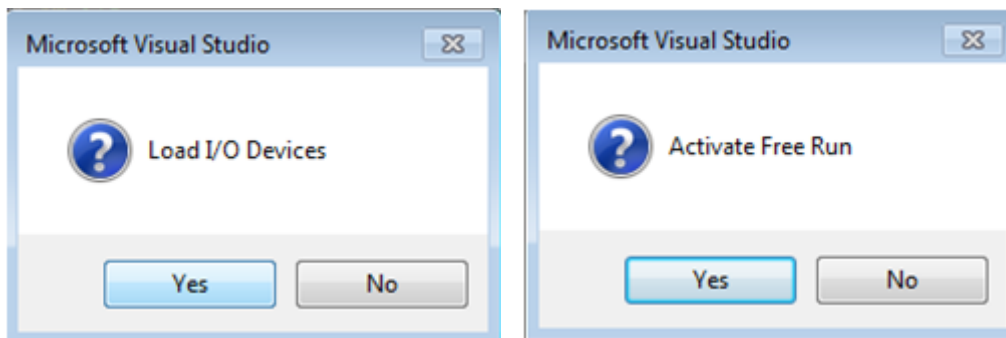 Microsoft Visual Studio
Load I/O Devices
Yes
No
Microsoft Visual Studio
Activate Free Run
Yes
No